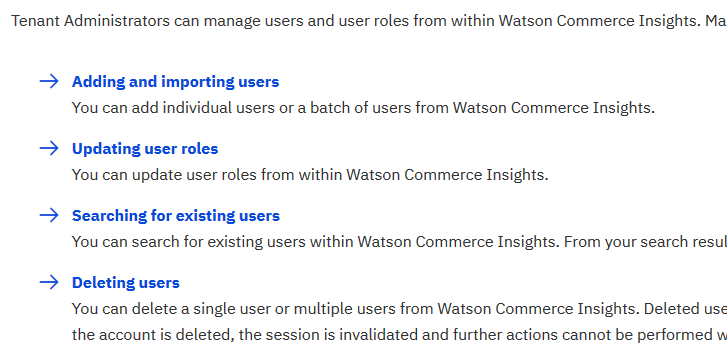 Tenant Administrators can manage users and user roles from within Watson Commerce Insights.
Adding and importing users
You can add individual users or a batch of users from Watson Commerce Insights.
Updating user roles
You can update user roles from within Watson Commerce Insights.
Searching for existing users
You can search for existing users within Watson Commerce Insights. From your search
Deleting users
You can delete a single user or multiple users from Watson Commerce Insights. Deleted
the account is deleted, the session is invalidated and further actions cannot be performed